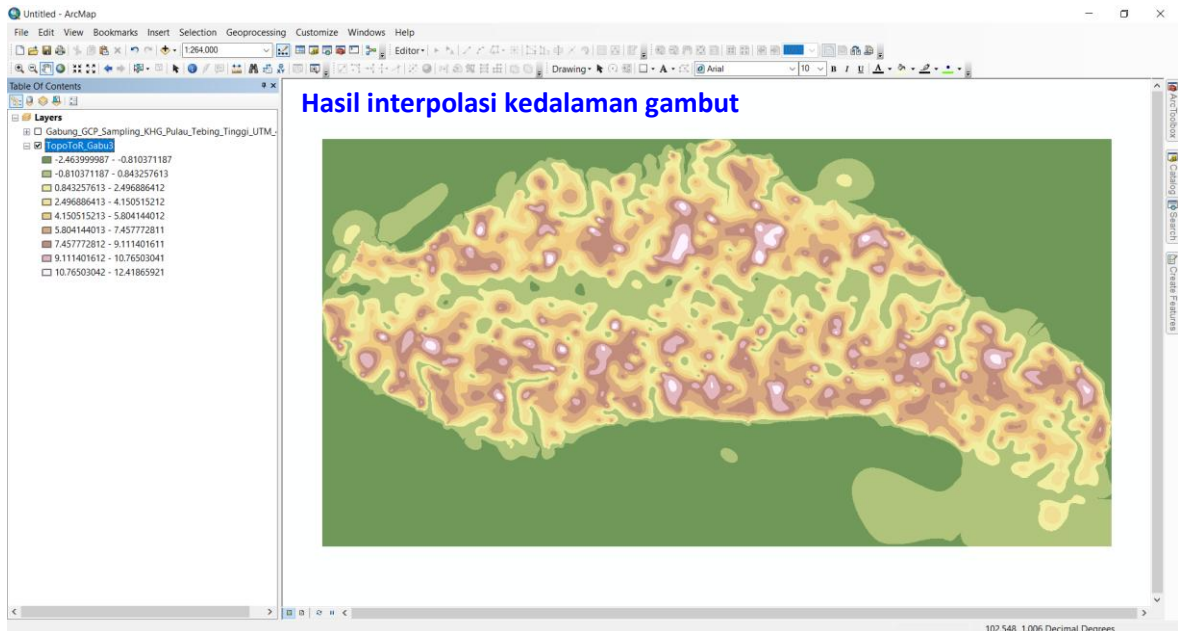 Untitled - ArcMap
File Edit View Bookmarks Insert Selection Geoprocessing Customize Windows Help
1:264.000
Editor
Drawing
Arial
10
B I U A
Table Of Contents
Layers
Gabung_GCP_Sampling_KHG_Pulau_Tebing_Tinggi_UTM_
TopoToR_Gabu3
-2.463999987 - -0.810371187
-0.810371187 - 0.843257613
0.843257613 - 2.496886412
2.496886413 - 4.150515212
4.150515213 - 5.804144012
5.804144013 - 7.457772811
7.457772812 - 9.111401611
9.111401612 - 10.76503041
10.76503042 - 12.41865921
Hasil interpolasi kedalaman gambut
ArcToolbox
Catalog
Search
Create Features
102,548 1,006 Decimal Degrees